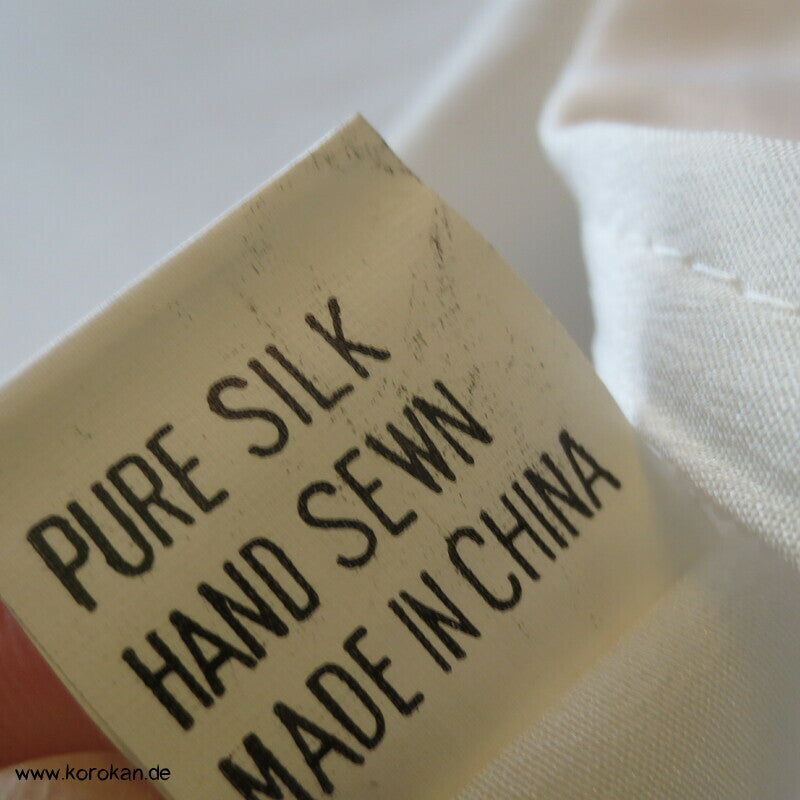 PURE SILK
HAND SEWN
MADE IN CHINA
www.korokan.de